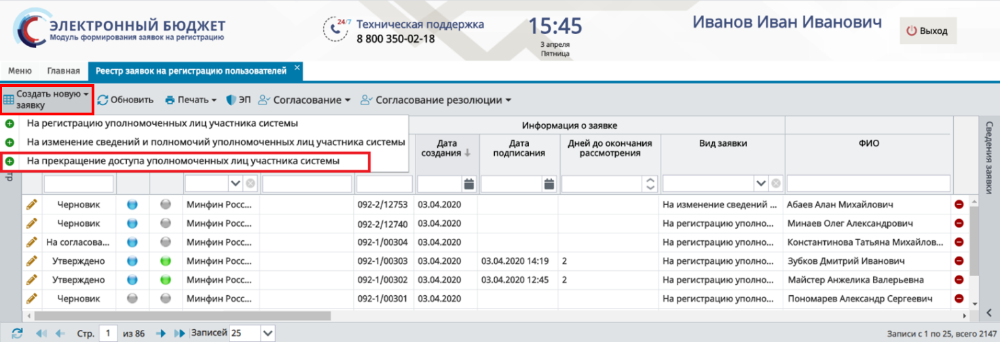 ЭЛЕКТРОННЫЙ БЮДЖЕТ
Модуль формирования заявок на регистрацию
24/7
Техническая поддержка
8 800 350-02-18
15:45
3 апреля
Пятница
Иванов Иван Иванович
Выход
Меню Главная Реестр заявок на регистрацию пользователей ×
Создать новую
заявку
Обновить Печать ЭП Согласование Согласование резолюции
На регистрацию уполномоченных лиц участника системы
На изменение сведений и полномочий уполномоченных лиц участника системы
На прекращение доступа уполномоченных лиц участника системы
Информация о заявке
Дата
создания
Дата
подписания
Дней до окончания
рассмотрения
Вид заявки
ФИО
Сведения заявки
тр
Черновик Минфин Росс... 092-2/12753 03.04.2020 На изменение сведений ... Абаев Алан Михайлович
Черновик Минфин Росс... 092-2/12740 03.04.2020 На регистрацию уполно... Минаев Олег Александрович
На согласова... Минфин Росс... 092-1/00304 03.04.2020 На регистрацию уполно... Константинова Татьяна Михайлов...
Утверждено Минфин Росс... 092-1/00303 03.04.2020 03.04.2020 14:19 2 На регистрацию уполно... Зубков Дмитрий Иванович
Утверждено Минфин Росс... 092-1/00302 03.04.2020 03.04.2020 12:45 2 На регистрацию уполно... Майстер Анжелика Валерьевна
Черновик Минфин Росс... 092-1/00301 03.04.2020 На регистрацию уполно... Пономарев Александр Сергеевич
Стр. 1 из 86 Записей 25
Записи с 1 по 25, всего 2147